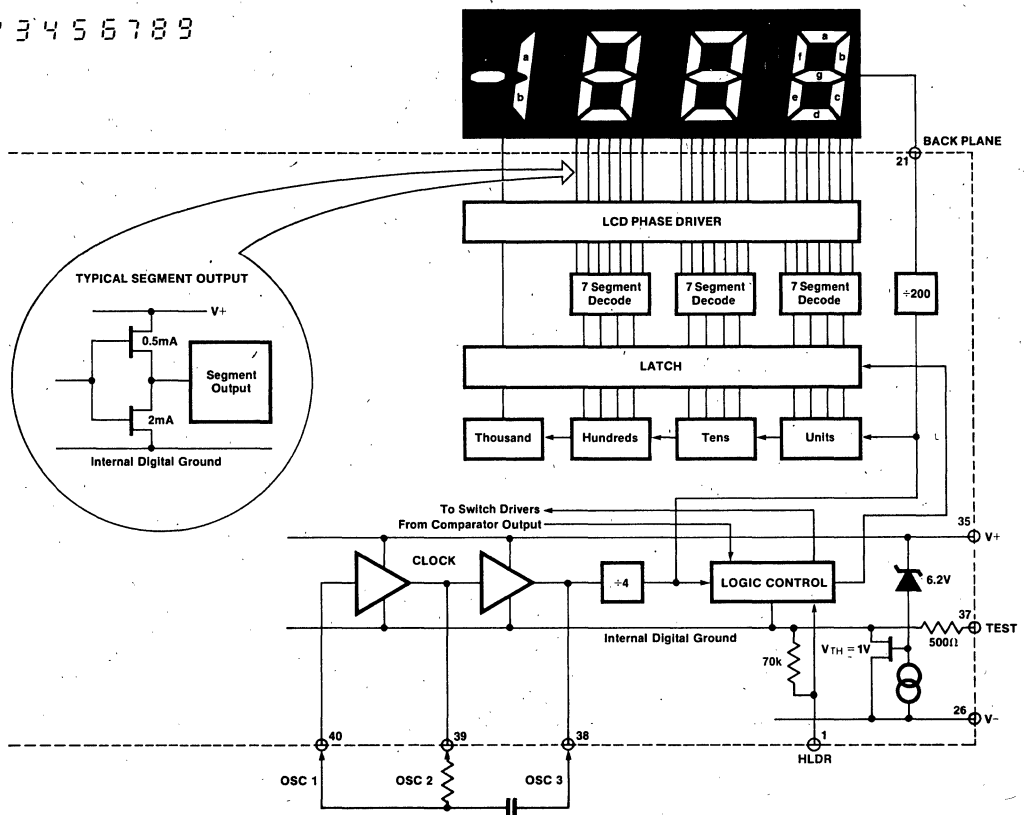 3 4 5 6 7 8 9
a
b
a
f
b
g
e
c
d
BACK PLANE
21
LCD PHASE DRIVER
TYPICAL SEGMENT OUTPUT
V+
0.5mA
Segment
Output
2mA
Internal Digital Ground
7 Segment
Decode
7 Segment
Decode
7 Segment
Decode
÷200
LATCH
Thousand
Hundreds
Tens
Units
To Switch Drivers
From Comparator Output
35
V+
CLOCK
÷4
LOGIC CONTROL
6.2V
37
TEST
500Ω
Internal Digital Ground
70k
VTH = 1V
26
V–
40
39
38
1
HLDR
OSC 1
OSC 2
OSC 3